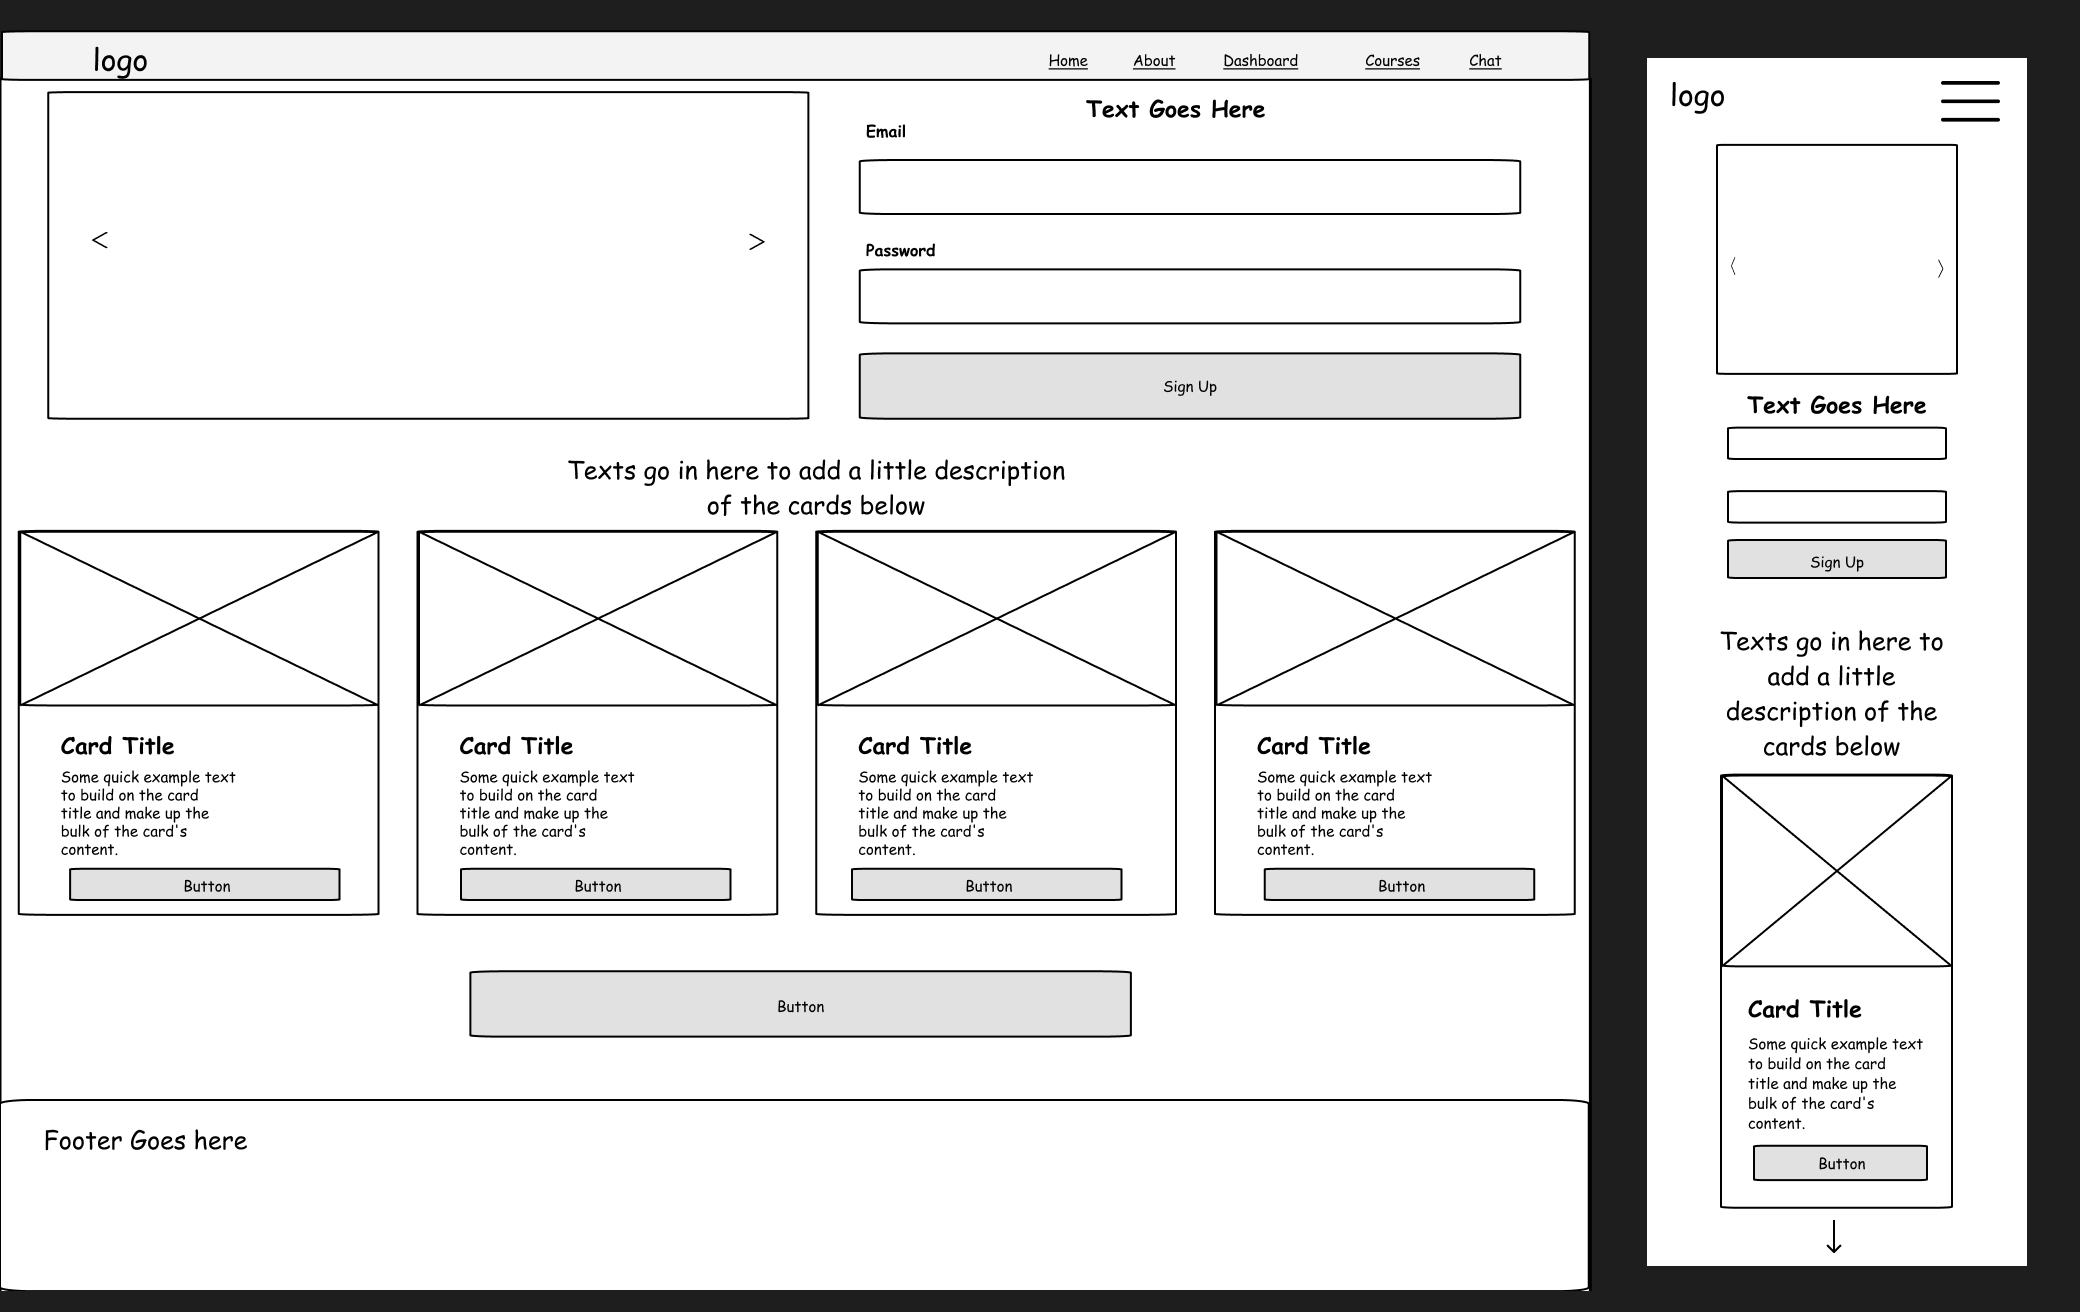 logo
Home
About
Dashboard
Courses
Chat
Text Goes Here
Email
<
>
Password
Sign Up
Texts go in here to add a little description
of the cards below
Card Title
Some quick example text
to build on the card
title and make up the
bulk of the card's
content.
Button
Card Title
Some quick example text
to build on the card
title and make up the
bulk of the card's
content.
Button
Card Title
Some quick example text
to build on the card
title and make up the
bulk of the card's
content.
Button
Card Title
Some quick example text
to build on the card
title and make up the
bulk of the card's
content.
Button
Button
Footer Goes here
logo
Text Goes Here
Sign Up
Texts go in here to
add a little
description of the
cards below
Card Title
Some quick example text
to build on the card
title and make up the
bulk of the card's
content.
Button